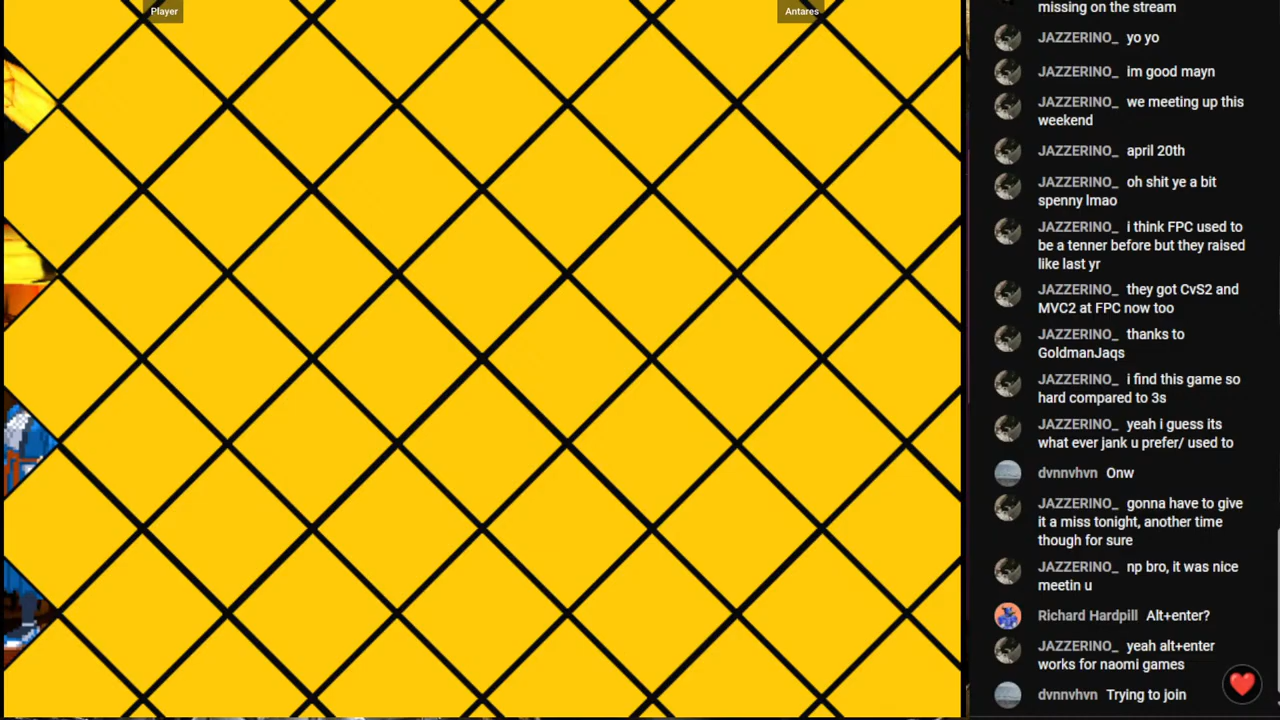 Player
Antares
missing on the stream
JAZZERINO_ yo yo
JAZZERINO_ im good mayn
JAZZERINO_ we meeting up this
weekend
JAZZERINO_ april 20th
JAZZERINO_ oh shit ye a bit
spenny lmao
JAZZERINO_ i think FPC used to
be a tenner before but they raised
like last yr
JAZZERINO_ they got CvS2 and
MVC2 at FPC now too
JAZZERINO_ thanks to
GoldmanJaqs
JAZZERINO_ i find this game so
hard compared to 3s
JAZZERINO_ yeah i guess its
what ever jank u prefer/ used to
dvnnvhvn Onw
JAZZERINO_ gonna have to give
it a miss tonight, another time
though for sure
JAZZERINO_ np bro, it was nice
meetin u
Richard Hardpill Alt+enter?
JAZZERINO_ yeah alt+enter
works for naomi games
dvnnvhvn Trying to join